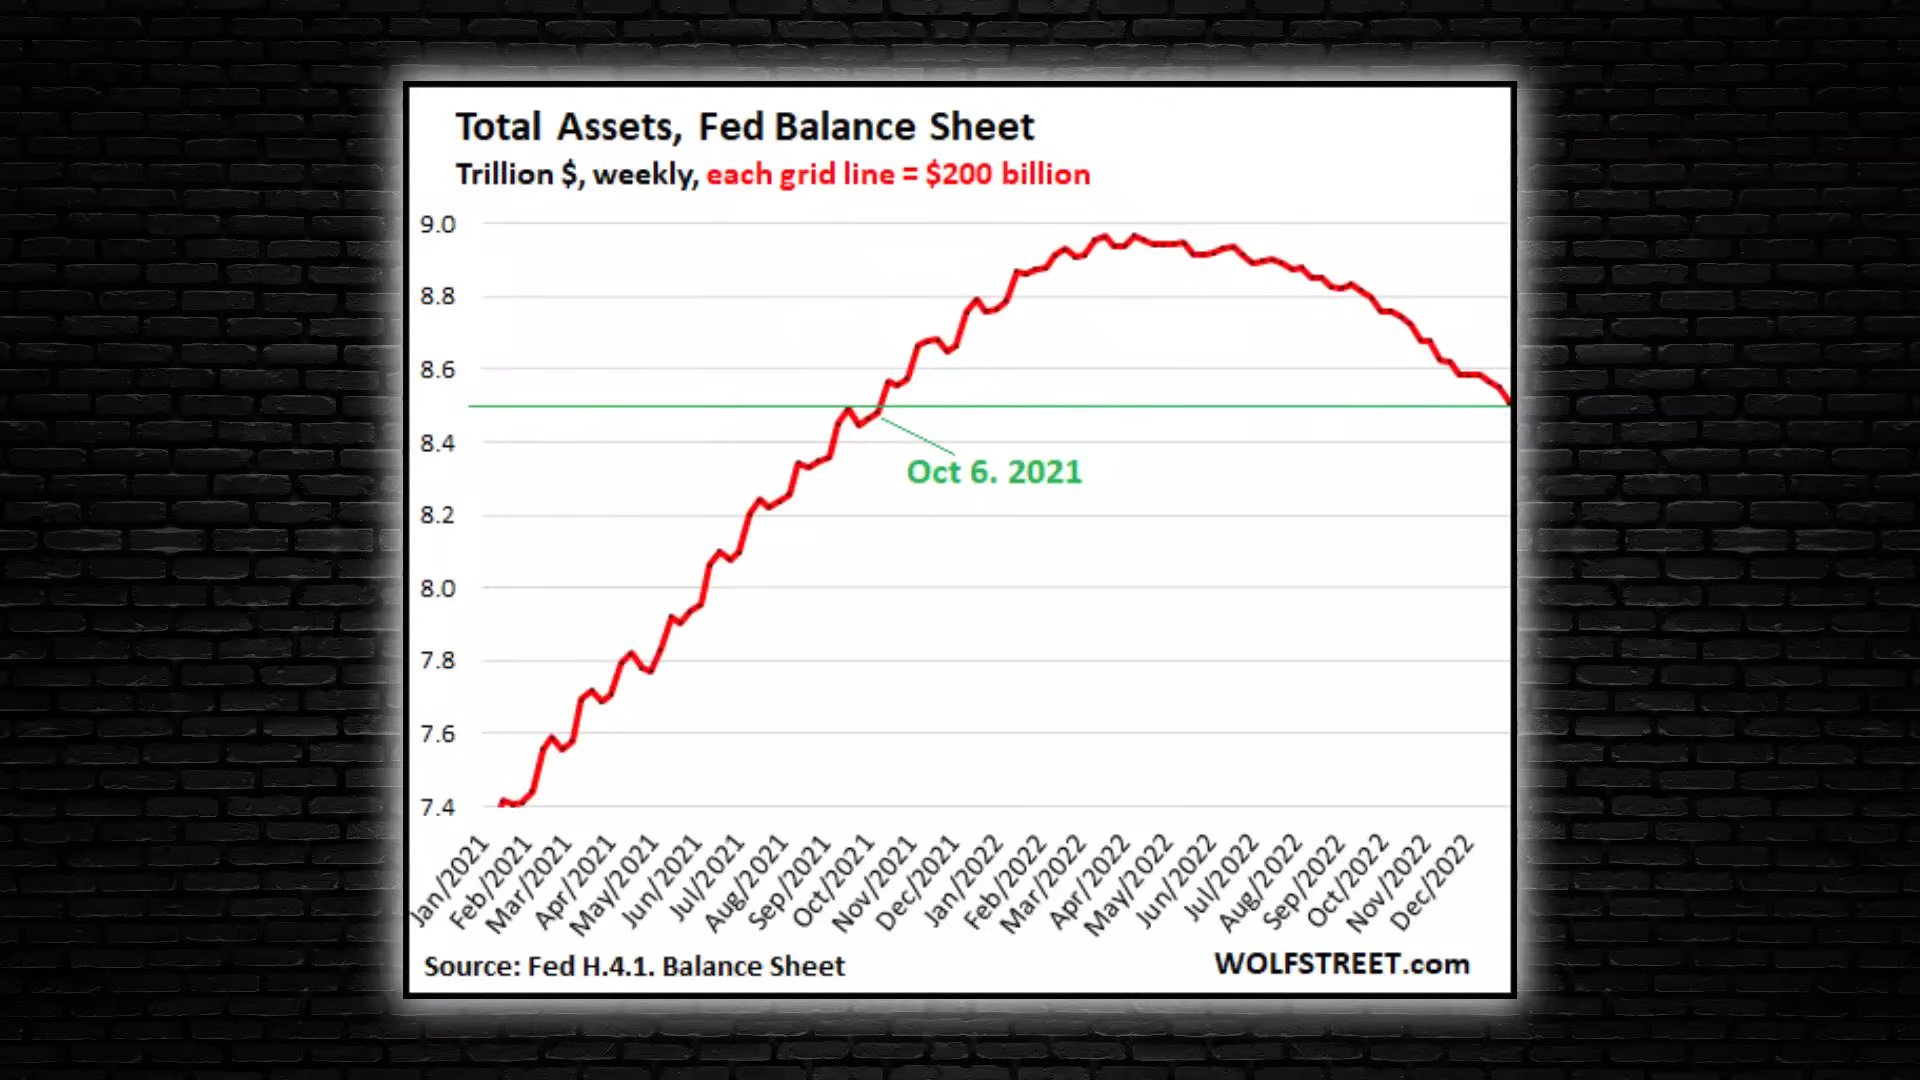 Total Assets, Fed Balance Sheet
Trillion $, weekly, each grid line = $200 billion
9.0
8.8
8.6
8.4
8.2
8.0
7.8
7.6
7.4
Oct 6. 2021
Jan/2021
Feb/2021
Mar/2021
Apr/2021
May/2021
Jun/2021
Jul/2021
Aug/2021
Sep/2021
Oct/2021
Nov/2021
Dec/2021
Jan/2022
Feb/2022
Mar/2022
Apr/2022
May/2022
Jun/2022
Jul/2022
Aug/2022
Sep/2022
Oct/2022
Nov/2022
Dec/2022
Source: Fed H.4.1. Balance Sheet
WOLFSTREET.com